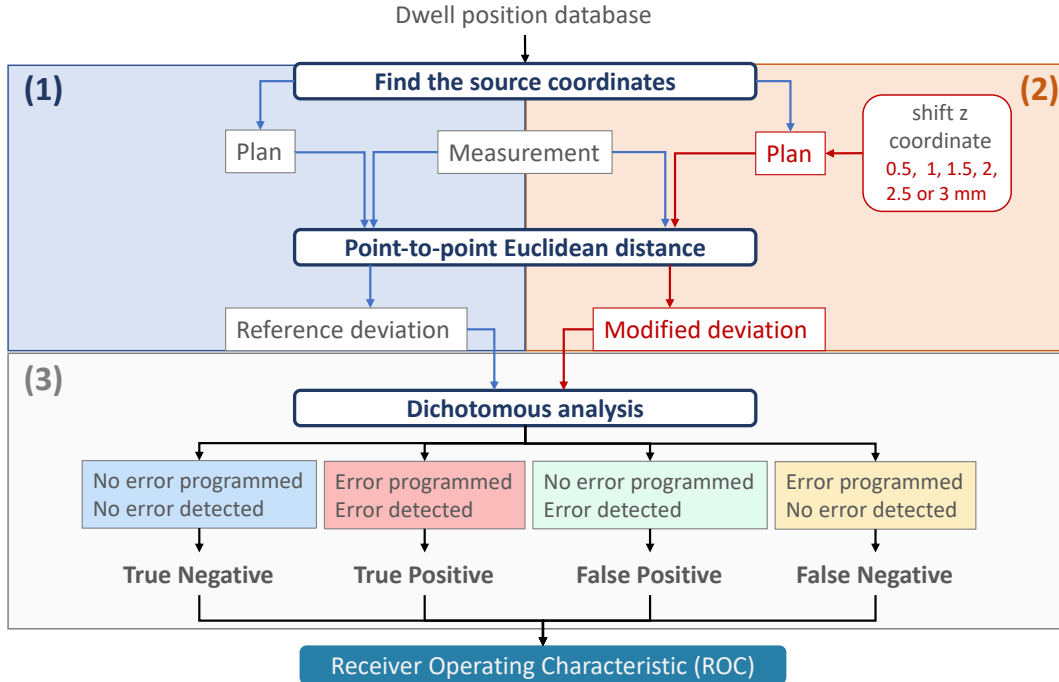 Dwell position database
(1)
Find the source coordinates
(2)
shift z
coordinate
0.5, 1, 1.5, 2,
2.5 or 3 mm
Plan
Measurement
Plan
Point-to-point Euclidean distance
Reference deviation
Modified deviation
(3)
Dichotomous analysis
No error programmed
No error detected
Error programmed
Error detected
No error programmed
Error detected
Error programmed
No error detected
True Negative
True Positive
False Positive
False Negative
Receiver Operating Characteristic (ROC)